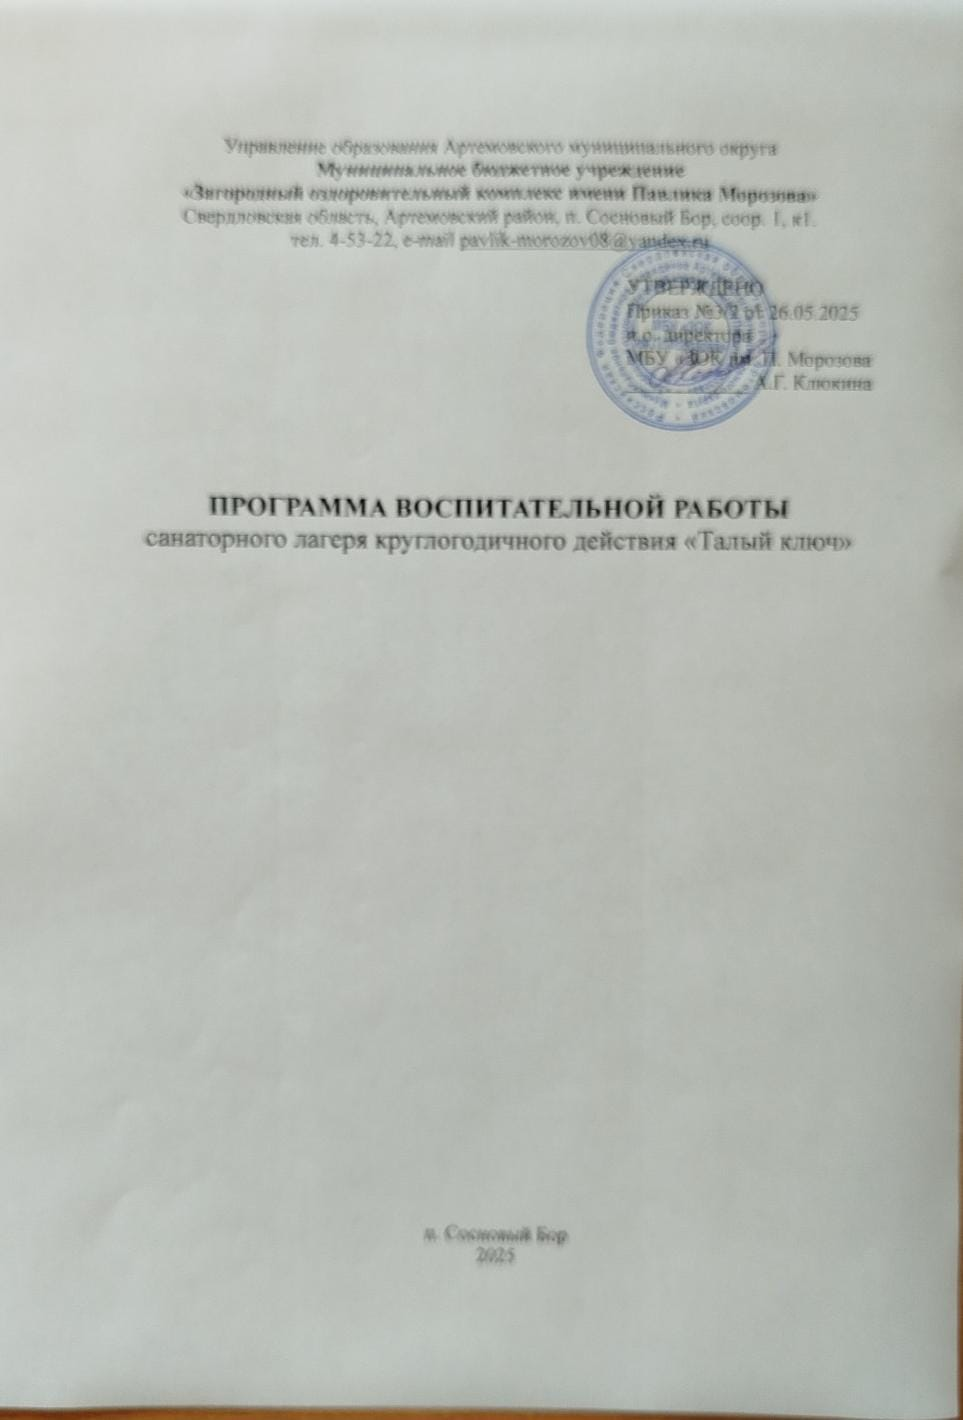 Управление образования Артемовского муниципального округа
Муниципальное бюджетное учреждение
«Загородный оздоровительный комплекс имени Павлика Морозова»
Свердловская область, Артемовский район, п. Сосновый Бор, соор. 1, к1.
тел. 4-53-22, e-mail pavlik-morozov08@yandex.ru
УТВЕРЖДЕНО
Приказ от 26.05.2025
и.о. директора
МБУ «ЗОК им. П. Морозова
А.Г. Клюкина
ПРОГРАММА ВОСПИТАТЕЛЬНОЙ РАБОТЫ
санаторного лагеря круглогодичного действия «Талый ключ»
п. Сосновый Бор
2025